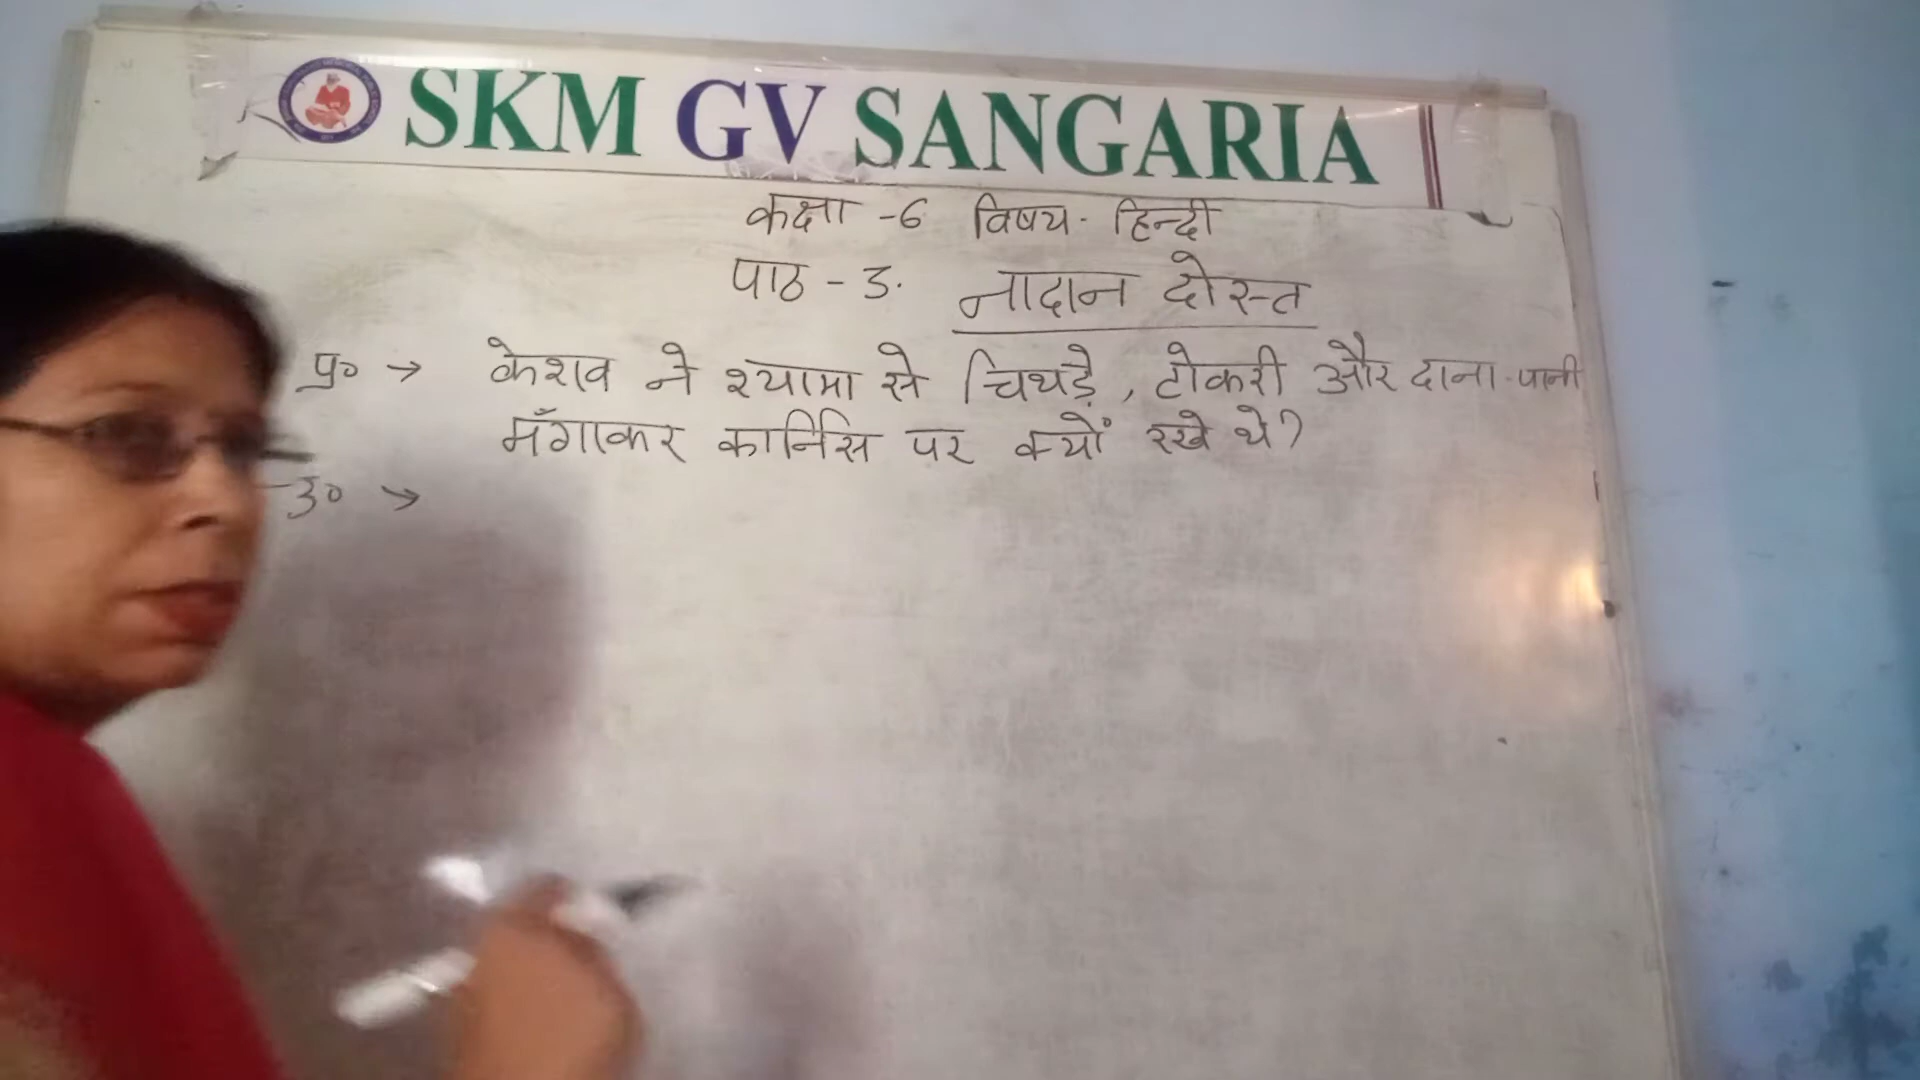 SKM GV SANGARIA
कक्षा -6 विषय - हिन्दी
पाठ - 3. नादान दोस्त
प्र० → केशव ने श्यामा से चिथड़े, टोकरी और दाना-पानी
मँगाकर कार्निस पर क्यों रखे थे?
उ० →